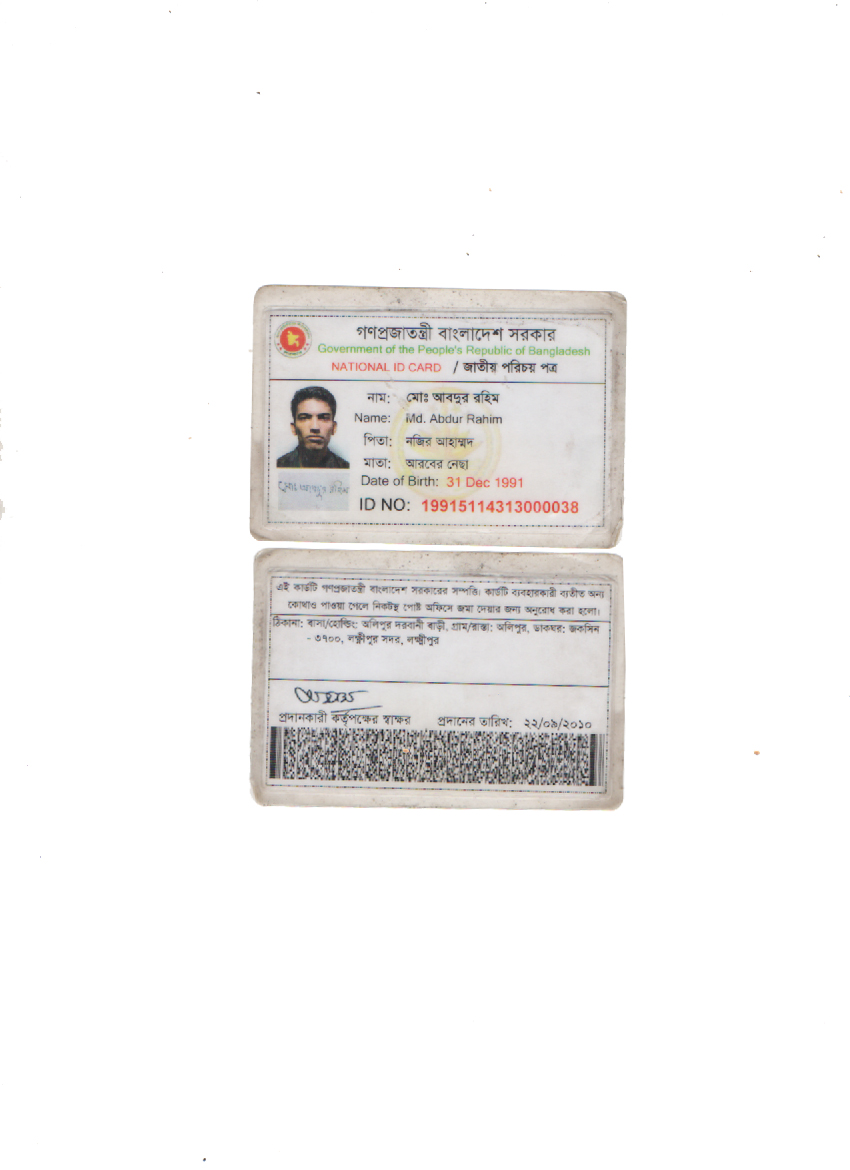 গণপ্রজাতন্ত্রী বাংলাদেশ সরকার
Government of the People's Republic of Bangladesh
NATIONAL ID CARD / জাতীয় পরিচয় পত্র
নাম: মোঃ আবদুর রহিম
Name: Md. Abdur Rahim
পিতা: নজির আহাম্মদ
মাতা: আরবের নেছা
Date of Birth: 31 Dec 1991
মোঃ আবদুর রহিম
ID NO: 19915114313000038
এই কার্ডটি গণপ্রজাতন্ত্রী বাংলাদেশ সরকারের সম্পত্তি। কার্ডটি ব্যবহারকারী ব্যতীত অন্য
কোথাও পাওয়া গেলে নিকটস্থ পোষ্ট অফিসে জমা দেয়ার জন্য অনুরোধ করা হলো।
ঠিকানা: বাসা/হোল্ডিং: অলিপুর দরবানী বাড়ী, গ্রাম/রাস্তা: অলিপুর, ডাকঘর: জকসিন
- ৩৭০০, লক্ষ্মীপুর সদর, লক্ষ্মীপুর
প্রদানকারী কর্তৃপক্ষের স্বাক্ষর প্রদানের তারিখ: ২২/০৯/২০১০